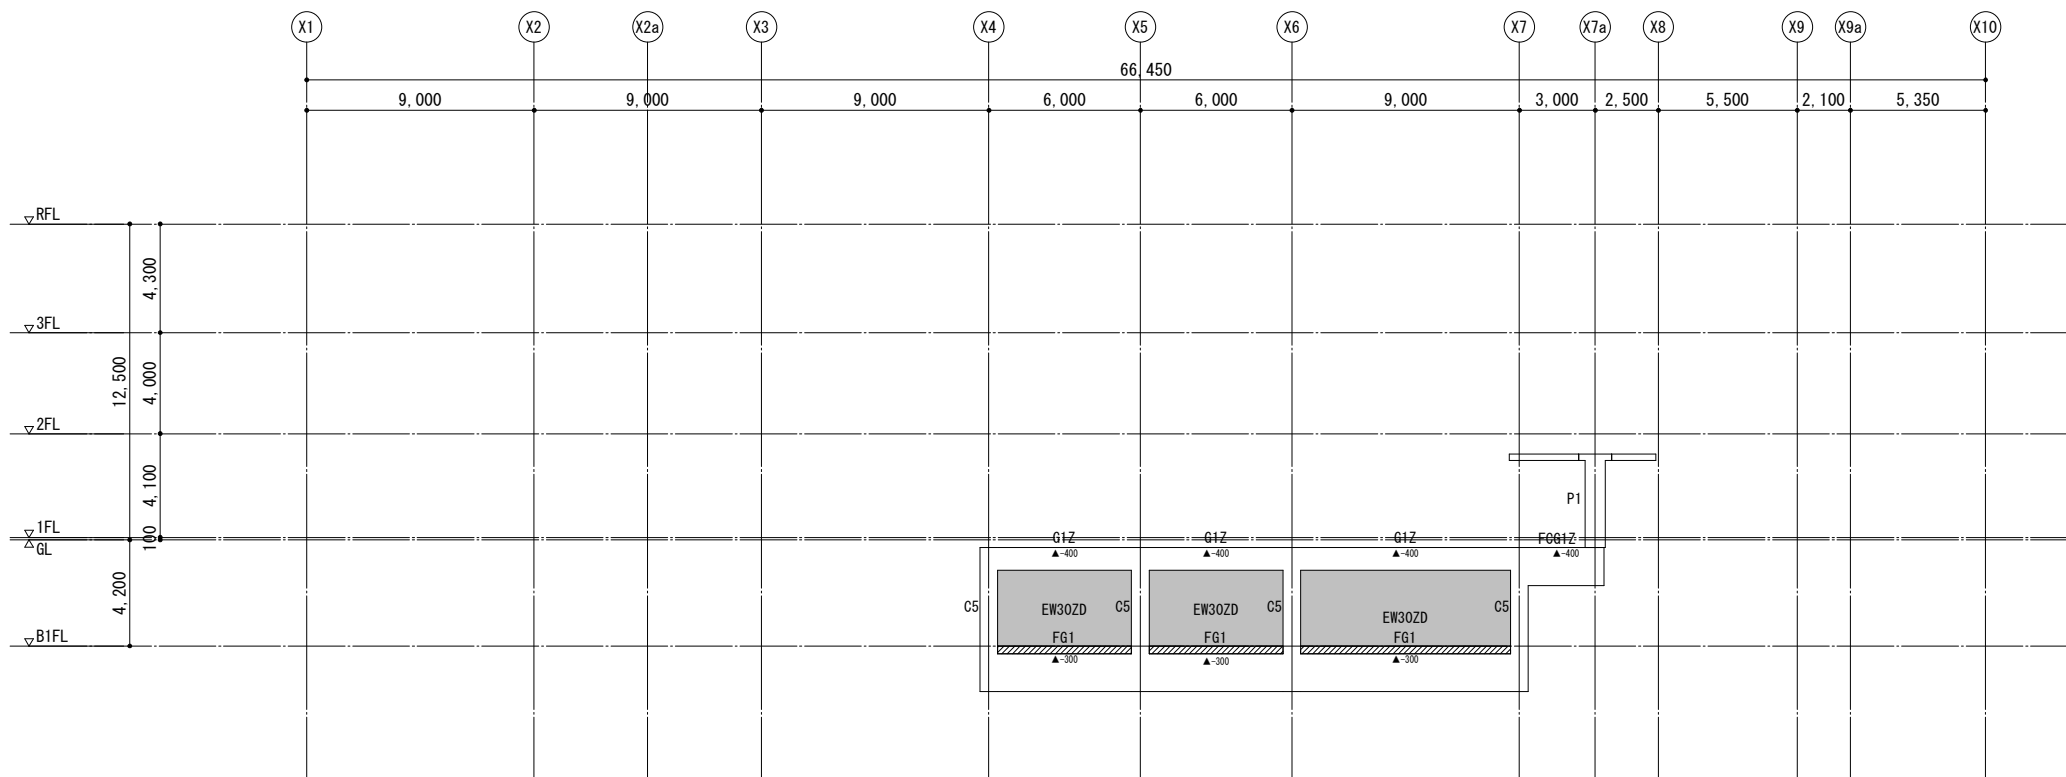 X1 X2 X2a X3 X4 X5 X6 X7 X7a X8 X9 X9a X10
66,450
9,000 9,000 9,000 6,000 6,000 9,000 3,000 2,500 5,500 2,100 5,350
▽RFL
4,300
▽3FL
12,500
4,000
▽2FL
4,100
P1
▽1FL
100
△GL
G1Z G1Z G1Z FCG1Z
▲-400 ▲-400 ▲-400 ▲-400
4,200
C5 EW30ZD C5 EW30ZD C5 EW30ZD C5
▽B1FL
FG1 FG1 FG1
▲-300 ▲-300 ▲-300